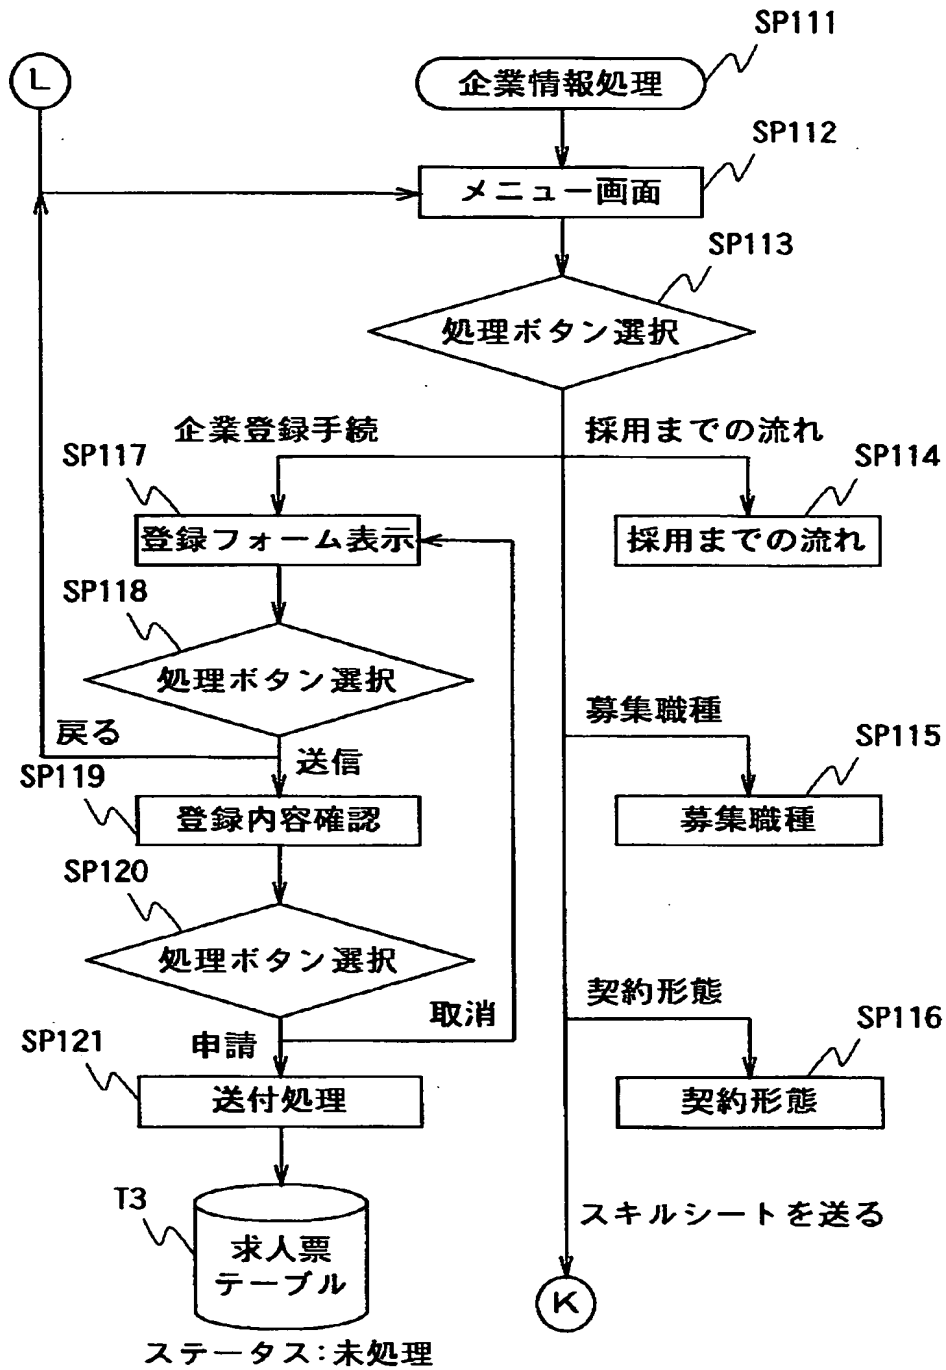 SP111
L
企業情報処理
SP112
メニュー画面
SP113
処理ボタン選択
企業登録手続
採用までの流れ
SP117
SP114
登録フォーム表示
採用までの流れ
SP118
処理ボタン選択
募集職種
戻る
送信
SP115
SP119
登録内容確認
募集職種
SP120
処理ボタン選択
契約形態
取消
SP116
申請
SP121
送付処理
契約形態
T3
スキルシートを送る
求人票
テーブル
K
ステータス:未処理